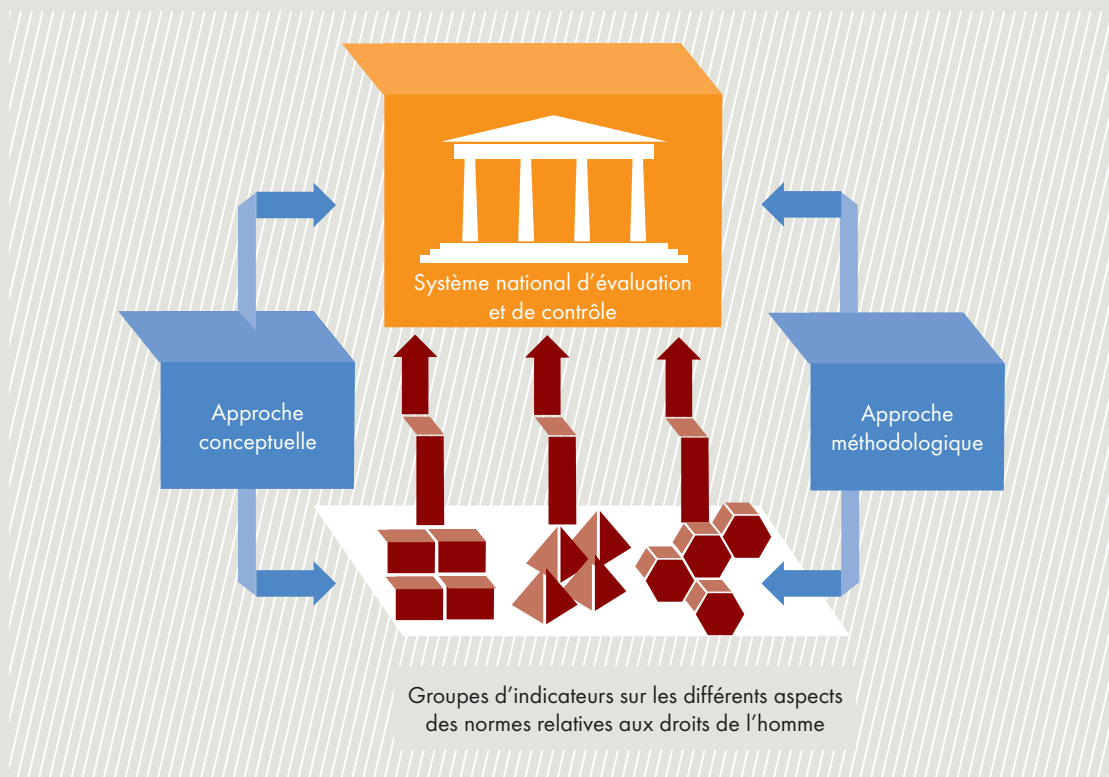 Système national d’évaluation
et de contrôle
Approche
conceptuelle
Approche
méthodologique
Groupes d’indicateurs sur les différents aspects
des normes relatives aux droits de l’homme